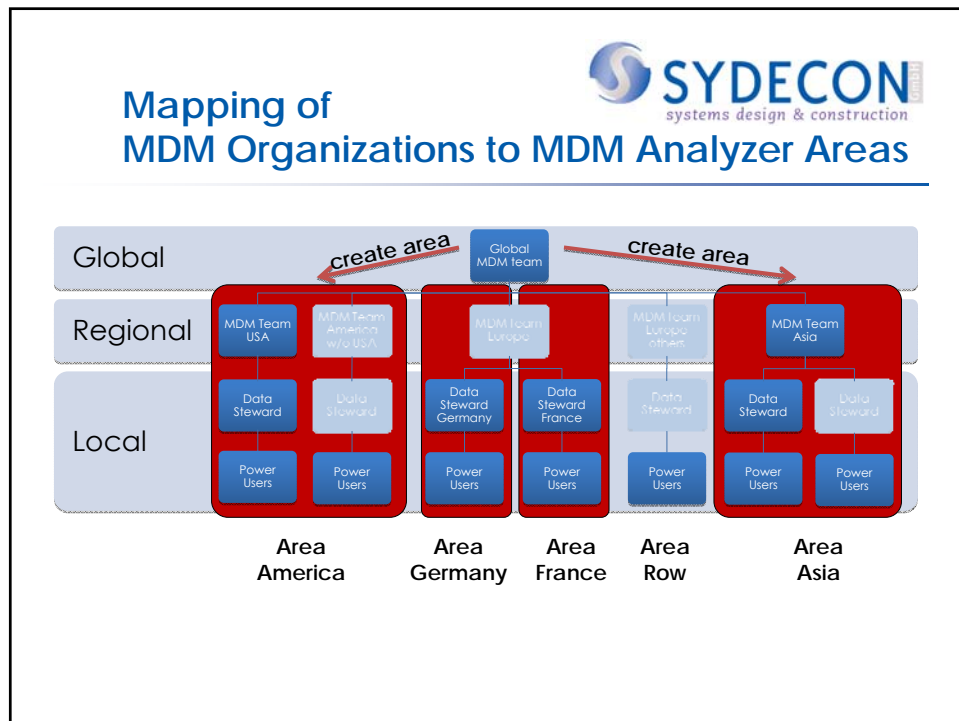 SYDECON GmbH
systems design & construction
Mapping of
MDM Organizations to MDM Analyzer Areas
Global
create area
Global
MDM team
create area
Regional
MDM Team
USA
MDM Team
America
w/o USA
MDM Team
Europe
MDM Team
Europe
others
MDM Team
Asia
Local
Data
Steward
Data
Steward
Data
Steward
Germany
Data
Steward
France
Data
Steward
Data
Steward
Data
Steward
Power
Users
Power
Users
Power
Users
Power
Users
Power
Users
Power
Users
Power
Users
Area
America
Area
Germany
Area
France
Area
Row
Area
Asia